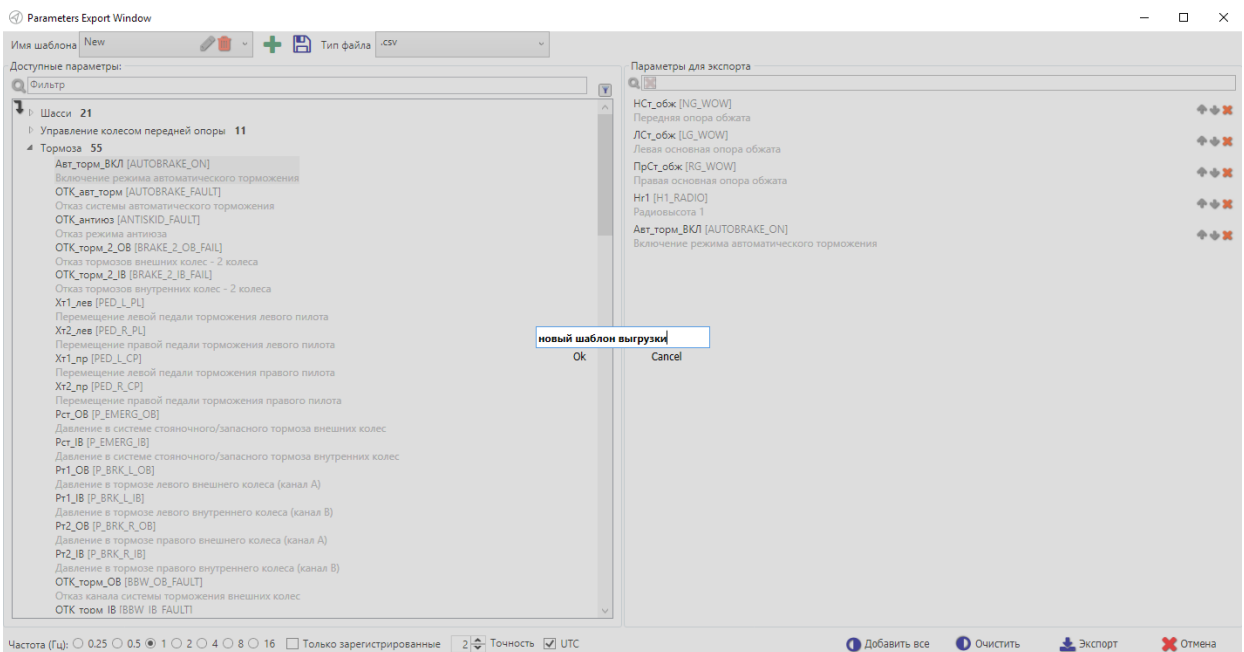 Parameters Export Window
Имя шаблона New Тип файла .csv
Доступные параметры:
Фильтр
Шасси 21
Управление колесом передней опоры 11
Тормоза 55
Авт_торм_ВКЛ [AUTOBRAKE_ON]
Включение режима автоматического торможения
ОТК_авт_торм [AUTOBRAKE_FAULT]
Отказ системы автоматического торможения
ОТК_антиюз [ANTISKID_FAULT]
Отказ режима антиюза
ОТК_торм_2_OB [BRAKE_2_OB_FAIL]
Отказ тормозов внешних колес - 2 колеса
ОТК_торм_2_IB [BRAKE_2_IB_FAIL]
Отказ тормозов внутренних колес - 2 колеса
Хт1_лев [PED_L_PL]
Перемещение левой педали торможения левого пилота
Хт2_лев [PED_R_PL]
Перемещение правой педали торможения левого пилота
Хт1_пр [PED_L_CP]
Перемещение левой педали торможения правого пилота
Хт2_пр [PED_R_CP]
Перемещение правой педали торможения правого пилота
Рст_OB [P_EMERG_OB]
Давление в системе стояночного/запасного тормоза внешних колес
Рст_IB [P_EMERG_IB]
Давление в системе стояночного/запасного тормоза внутренних колес
Рт1_OB [P_BRK_L_OB]
Давление в тормозе левого внешнего колеса (канал А)
Рт1_IB [P_BRK_L_IB]
Давление в тормозе левого внутреннего колеса (канал В)
Рт2_OB [P_BRK_R_OB]
Давление в тормозе правого внешнего колеса (канал А)
Рт2_IB [P_BRK_R_IB]
Давление в тормозе правого внутреннего колеса (канал В)
ОТК_торм_OB [BBW_OB_FAULT]
Отказ канала системы торможения внешних колес
ОТК_торм_IB [BBW_IB_FAULT]
Параметры для экспорта
НСт_обж [NG_WOW]
Передняя опора обжата
ЛСт_обж [LG_WOW]
Левая основная опора обжата
ПрСт_обж [RG_WOW]
Правая основная опора обжата
Hr1 [H1_RADIO]
Радиовысота 1
Авт_торм_ВКЛ [AUTOBRAKE_ON]
Включение режима автоматического торможения
новый шаблон выгрузки
Ok Cancel
Частота (Гц): 0.25 0.5 1 2 4 8 16 Только зарегистрированные 2 Точность UTC Добавить все Очистить Экспорт Отмена